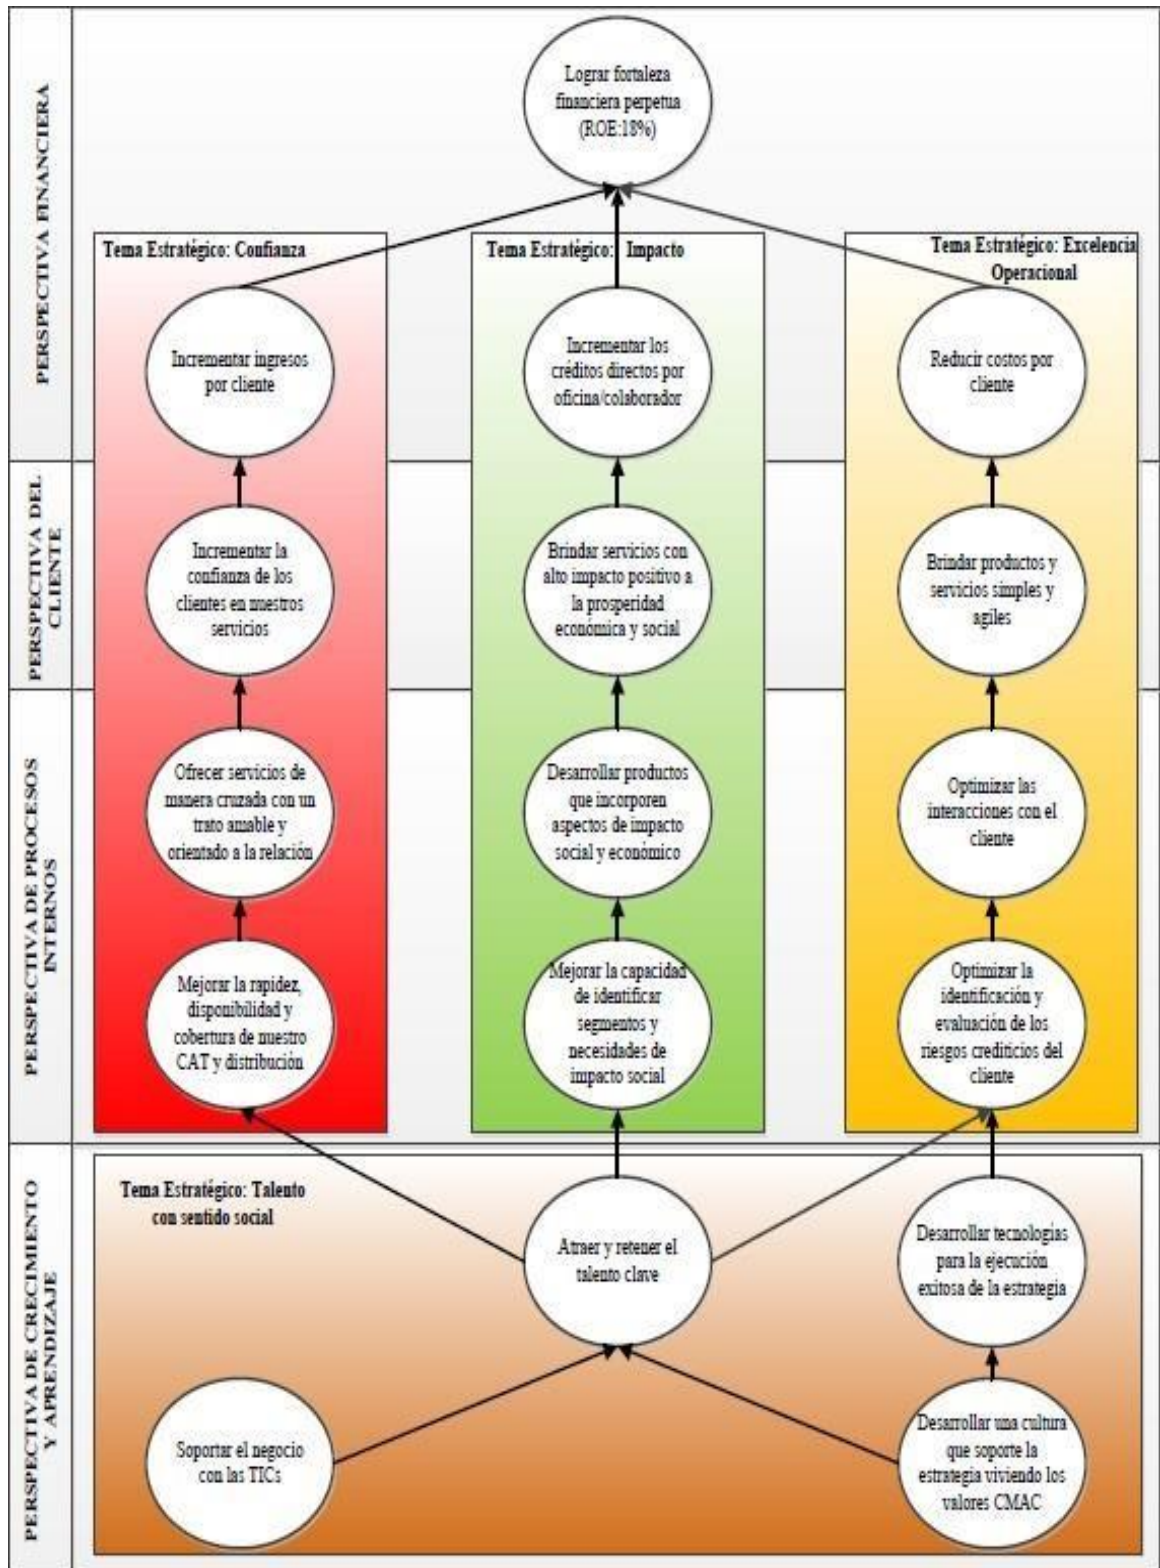 PERSPECTIVA FINANCIERA
Lograr fortaleza
financiera perpetua
(ROE:18%)
Tema Estratégico: Confianza
Tema Estratégico: Impacto
Tema Estratégico: Excelencia
Operacional
Incrementar ingresos
por cliente
Incrementar los
créditos directos por
oficina/colaborador
Reducir costos por
cliente
PERSPECTIVA DEL
CLIENTE
Incrementar la
confianza de los
clientes en nuestros
servicios
Brindar servicios con
alto impacto positivo a
la prosperidad
económica y social
Brindar productos y
servicios simples y
agiles
PERSPECTIVA DE PROCESOS
INTERNOS
Ofrecer servicios de
manera cruzada con un
trato amable y
orientado a la relación
Desarrollar productos
que incorporen
aspectos de impacto
social y económico
Optimizar las
interacciones con el
cliente
Mejorar la rapidez,
disponibilidad y
cobertura de nuestro
CAT y distribución
Mejorar la capacidad
de identificar
segmentos y
necesidades de
impacto social
Optimizar la
identificación y
evaluación de los
riesgos crediticios del
cliente
PERSPECTIVA DE CRECIMIENTO
Y APRENDIZAJE
Tema Estratégico: Talento
con sentido social
Atraer y retener el
talento clave
Desarrollar tecnologías
para la ejecución
exitosa de la estrategia
Soportar el negocio
con las TICs
Desarrollar una cultura
que soporte la
estrategia viviendo los
valores CMAC